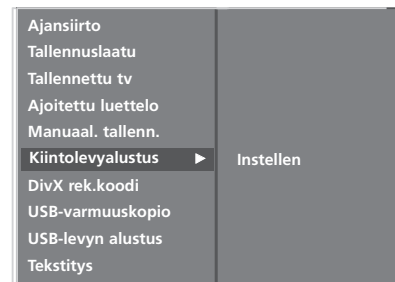 Ajansiirto
Tallennuslaatu
Tallennettu tv
Ajoitettu luettelo
Manuaal. tallenn.
Kiintolevyalustus ▶ Instellen
DivX rek.koodi
USB-varmuuskopio
USB-levyn alustus
Tekstitys